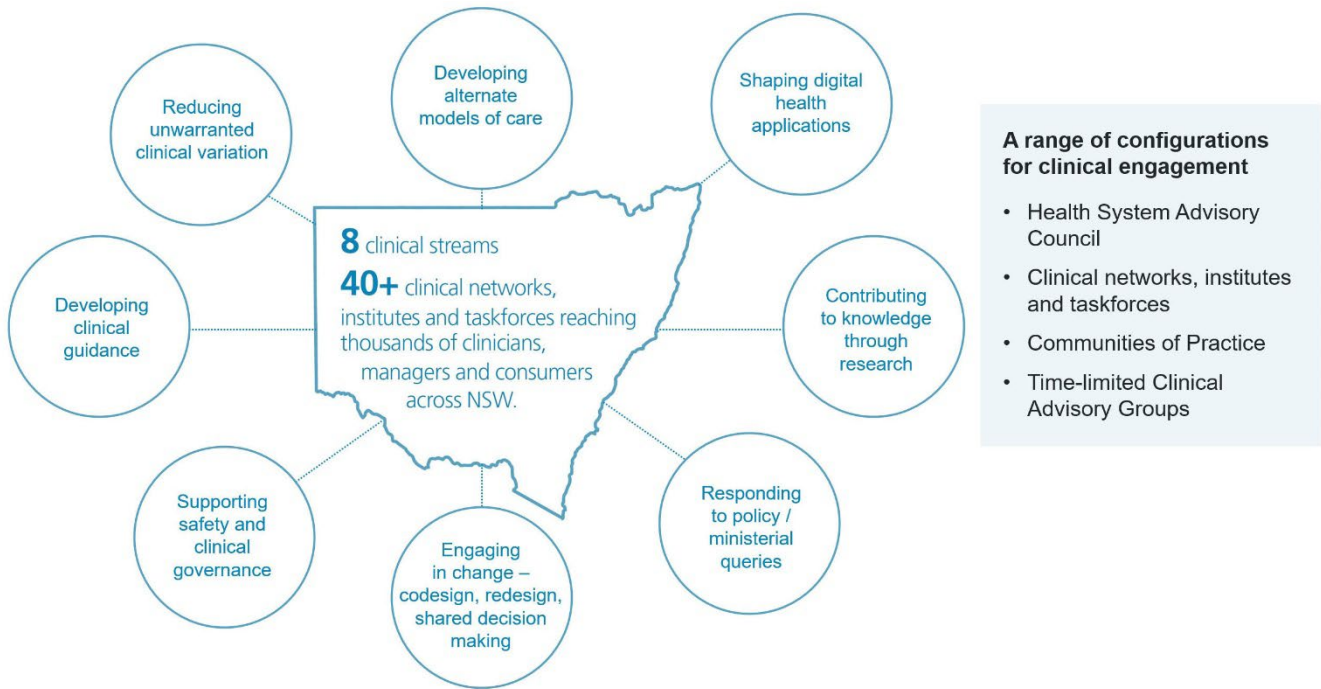 Developing
alternate
models of care
Shaping digital
health
applications
Reducing
unwarranted
clinical variation
8 clinical streams
40+ clinical networks,
institutes and taskforces reaching
thousands of clinicians,
managers and consumers
across NSW.
Developing
clinical
guidance
Contributing
to knowledge
through
research
Supporting
safety and
clinical
governance
Engaging
in change –
codesign, redesign,
shared decision
making
Responding
to policy /
ministerial
queries
A range of configurations
for clinical engagement
• Health System Advisory
Council
• Clinical networks, institutes
and taskforces
• Communities of Practice
• Time-limited Clinical
Advisory Groups